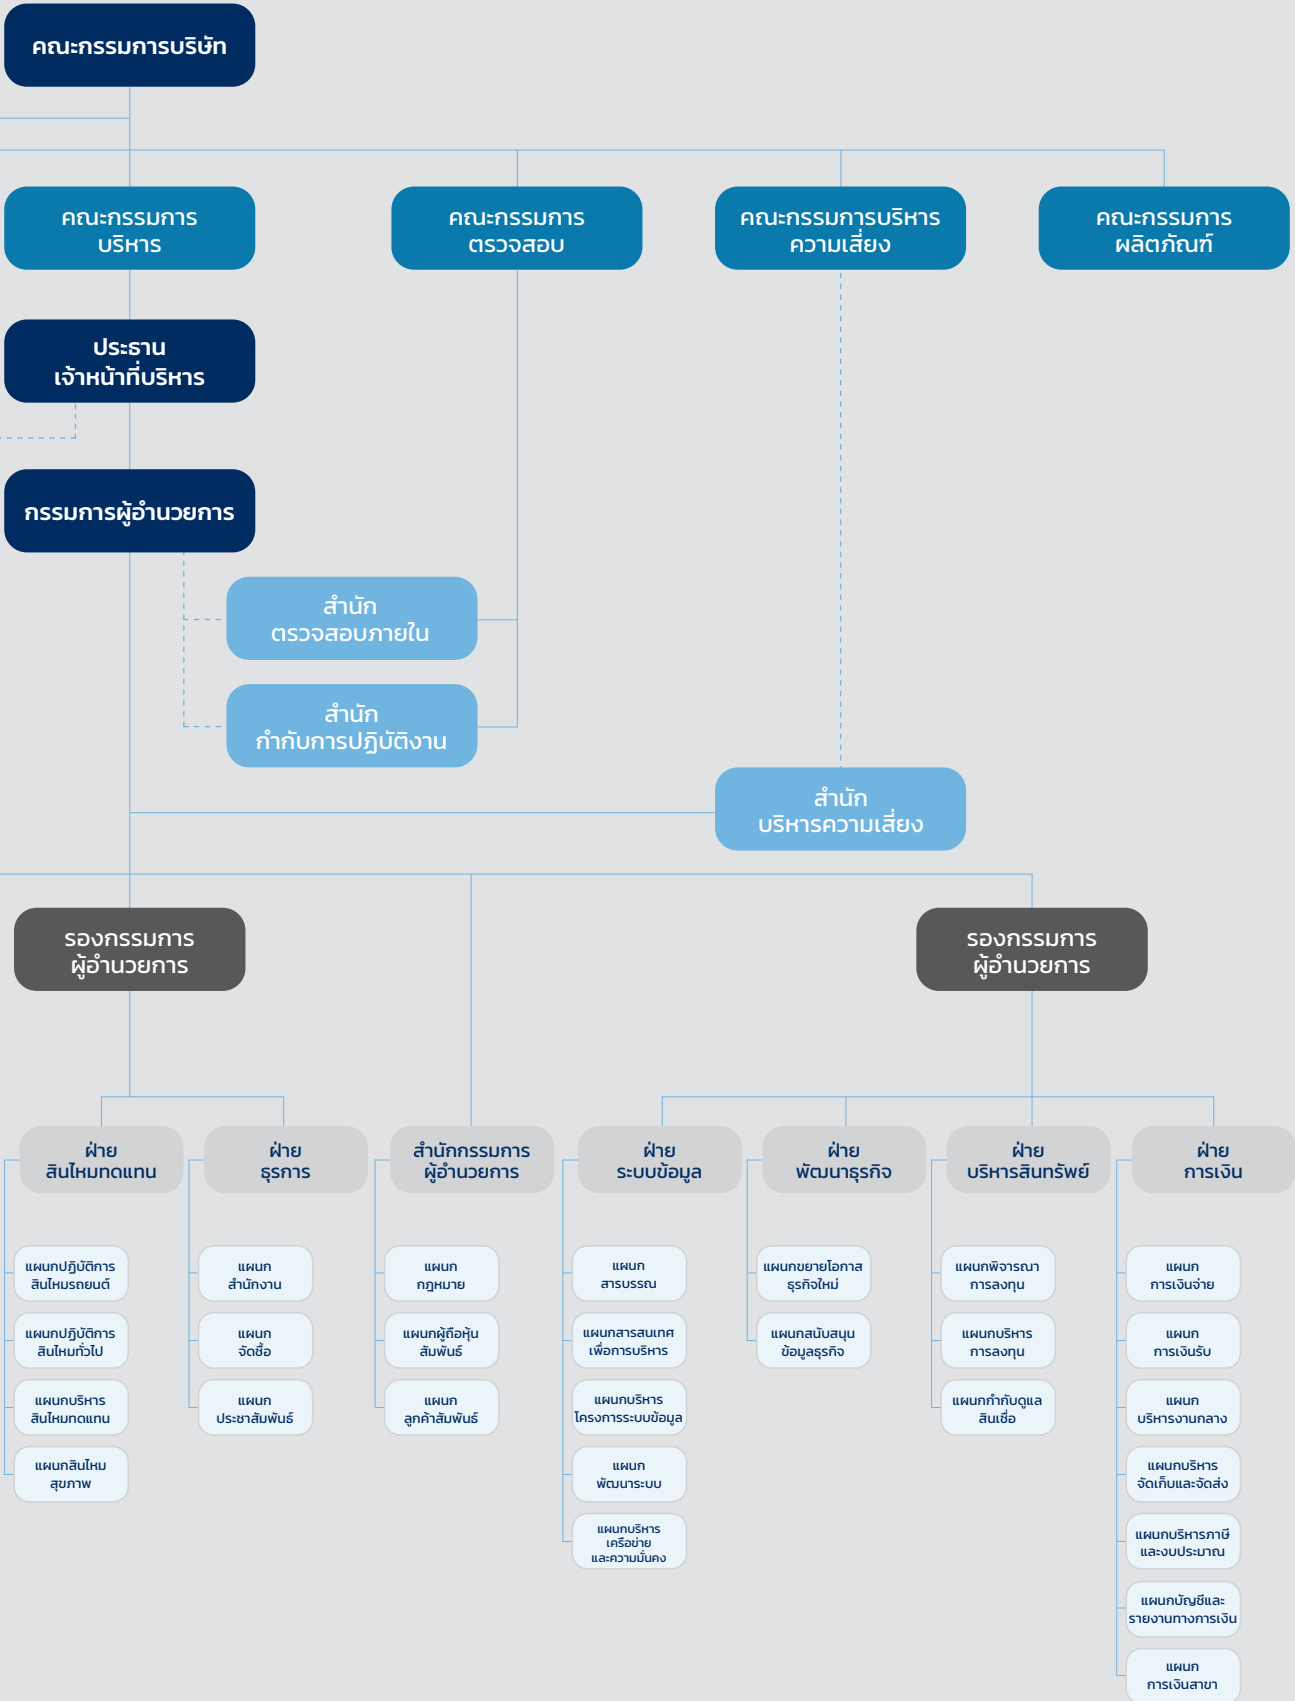 คณะกรรมการบริษัท
คณะกรรมการ
บริหาร
คณะกรรมการ
ตรวจสอบ
คณะกรรมการบริหาร
ความเสี่ยง
คณะกรรมการ
ผลิตภัณฑ์
ประธาน
เจ้าหน้าที่บริหาร
กรรมการผู้อำนวยการ
สำนัก
ตรวจสอบภายใน
สำนัก
กำกับการปฏิบัติงาน
สำนัก
บริหารความเสี่ยง
รองกรรมการ
ผู้อำนวยการ
รองกรรมการ
ผู้อำนวยการ
ฝ่าย
สินไหมทดแทน
ฝ่าย
ธุรการ
สำนักกรรมการ
ผู้อำนวยการ
ฝ่าย
ระบบข้อมูล
ฝ่าย
พัฒนาธุรกิจ
ฝ่าย
บริหารสินทรัพย์
ฝ่าย
การเงิน
แผนกปฏิบัติการ
สินไหมรถยนต์
แผนกปฏิบัติการ
สินไหมทั่วไป
แผนกบริหาร
สินไหมทดแทน
แผนกสินไหม
สุขภาพ
แผนก
สำนักงาน
แผนก
จัดซื้อ
แผนก
ประชาสัมพันธ์
แผนก
กฎหมาย
แผนกผู้ถือหุ้น
สัมพันธ์
แผนก
ลูกค้าสัมพันธ์
แผนก
สารบรรณ
แผนกสารสนเทศ
เพื่อการบริหาร
แผนกบริหาร
โครงการระบบข้อมูล
แผนก
พัฒนาระบบ
แผนกบริหาร
เครือข่าย
และความมั่นคง
แผนกขยายโอกาส
ธุรกิจใหม่
แผนกสนับสนุน
ข้อมูลธุรกิจ
แผนกพิจารณา
การลงทุน
แผนกบริหาร
การลงทุน
แผนกกำกับดูแล
สินเชื่อ
แผนก
การเงินจ่าย
แผนก
การเงินรับ
แผนก
บริหารงานกลาง
แผนกบริหาร
จัดเก็บและจัดส่ง
แผนกบริหารภาษี
และงบประมาณ
แผนกบัญชีและ
รายงานทางการเงิน
แผนก
การเงินสาขา